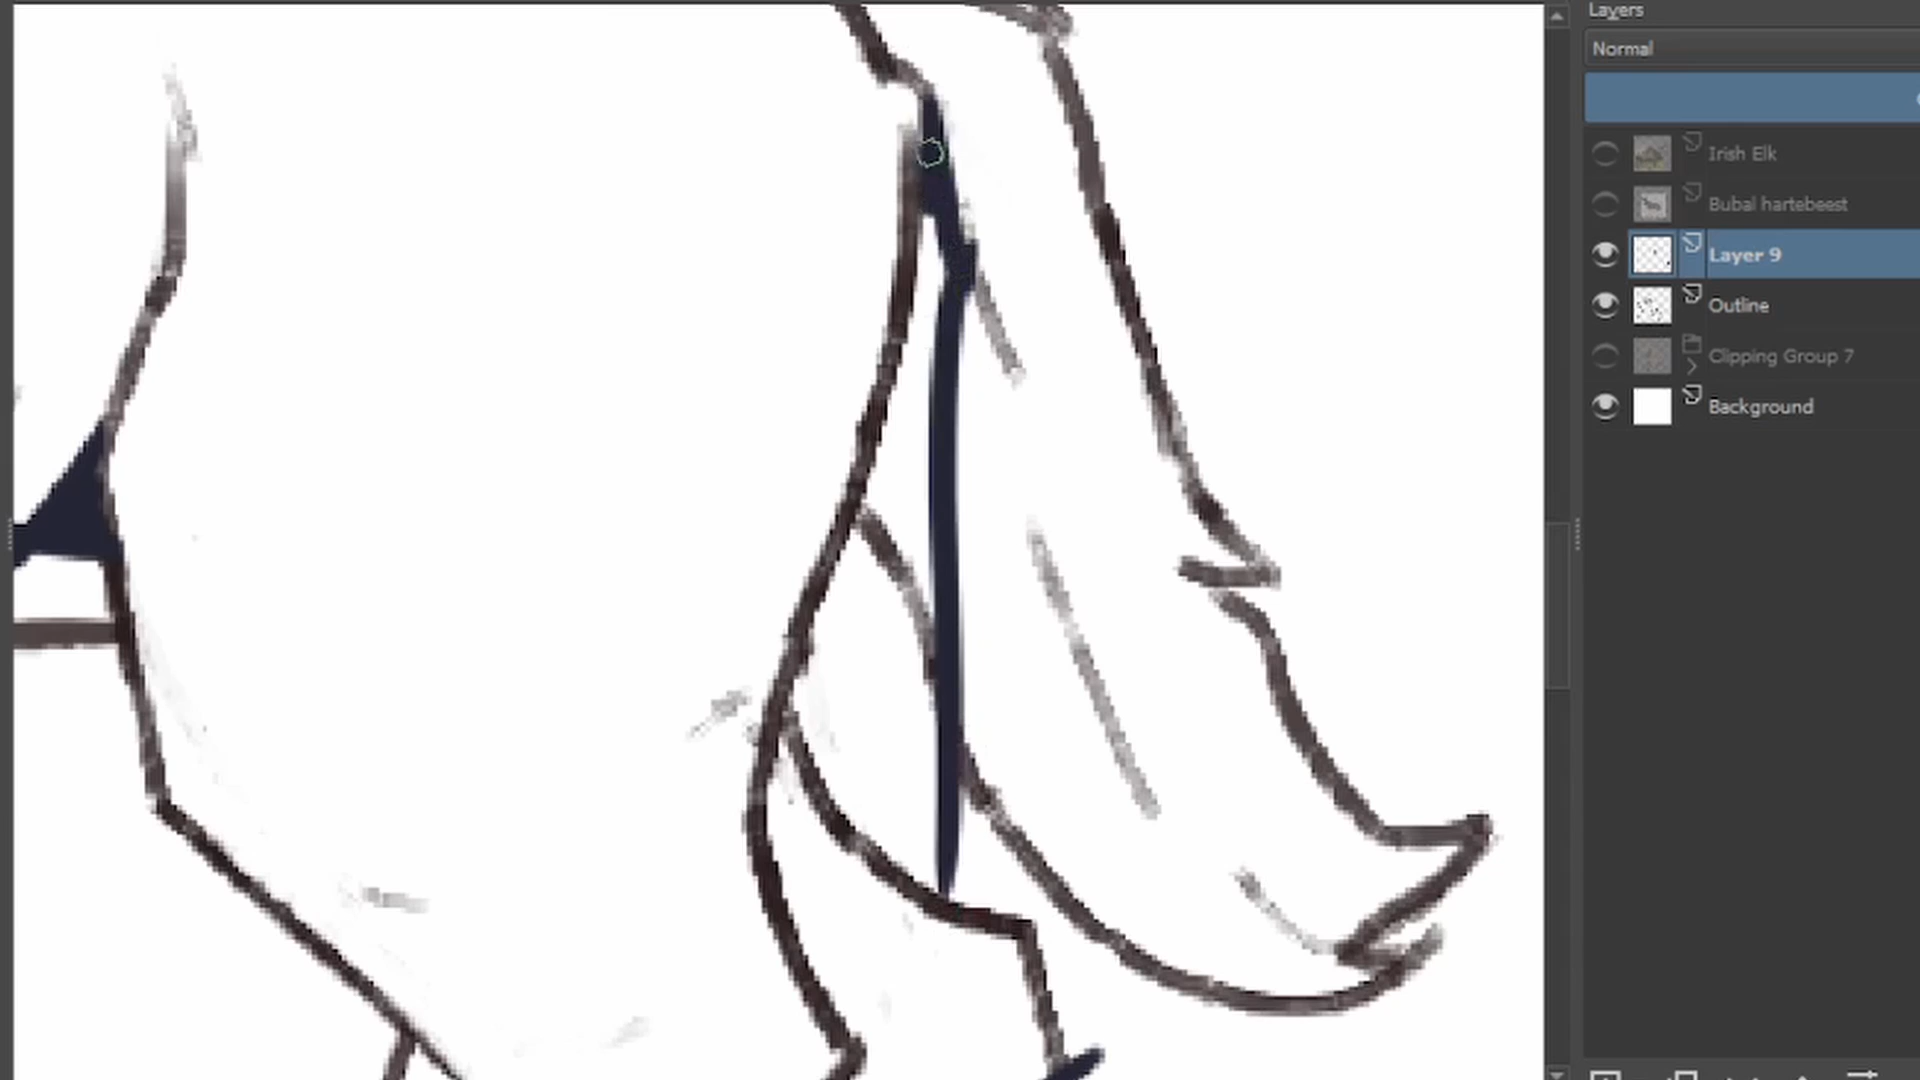 Layers
Normal
Irish Elk
Bubal hartebeest
Layer 9
Outline
Clipping Group 7
Background